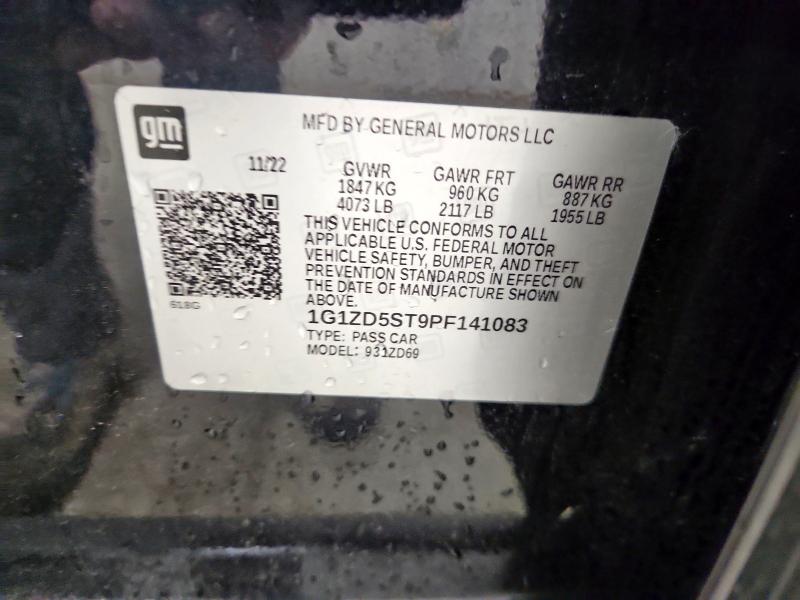 gm
MFD BY GENERAL MOTORS LLC
11/22
GVWR GAWR FRT GAWR RR
1847 KG 960 KG 887 KG
4073 LB 2117 LB 1955 LB
THIS VEHICLE CONFORMS TO ALL
APPLICABLE U.S. FEDERAL MOTOR
VEHICLE SAFETY, BUMPER, AND THEFT
PREVENTION STANDARDS IN EFFECT ON
THE DATE OF MANUFACTURE SHOWN
ABOVE.
618G
1G1ZD5ST9PF141083
TYPE: PASS CAR
MODEL: 931ZD69